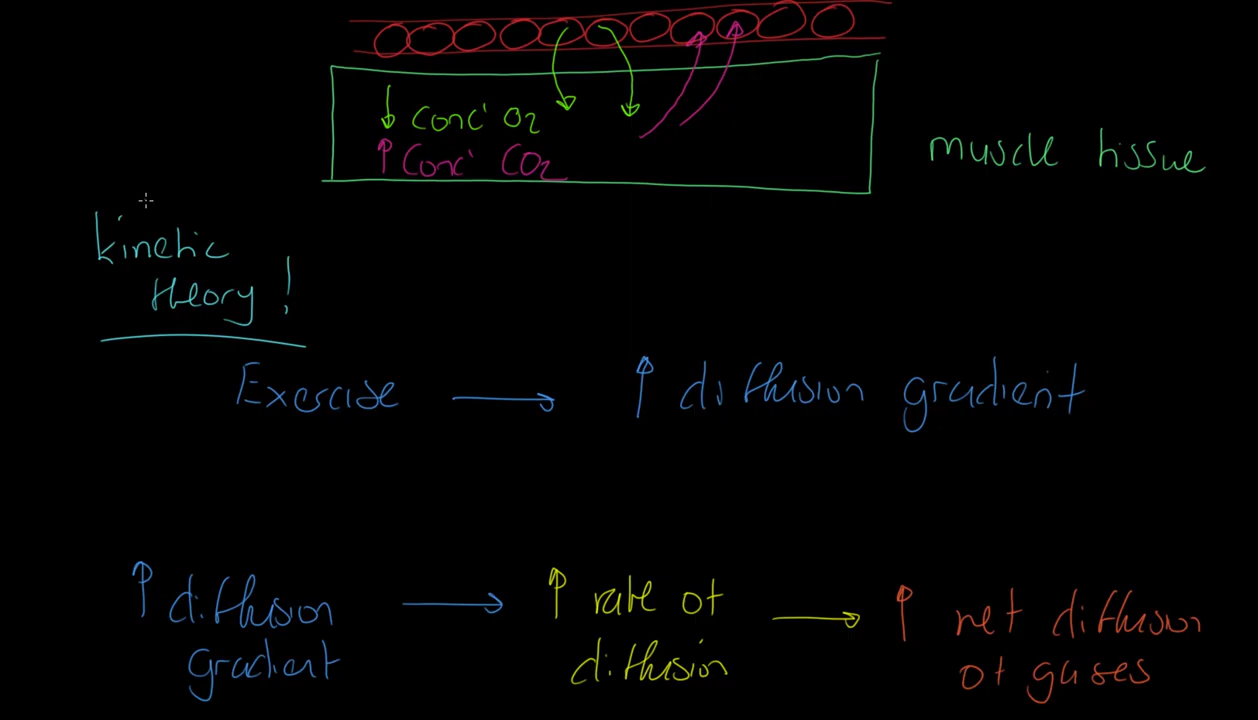 ↓ Conc' O2
↑ Conc' CO2
muscle tissue
kinetic
theory!
Exercise → ↑ diffusion gradient
↑ diffusion
gradient
→ ↑ rate of
diffusion
→ ↑ net diffusion
of gases